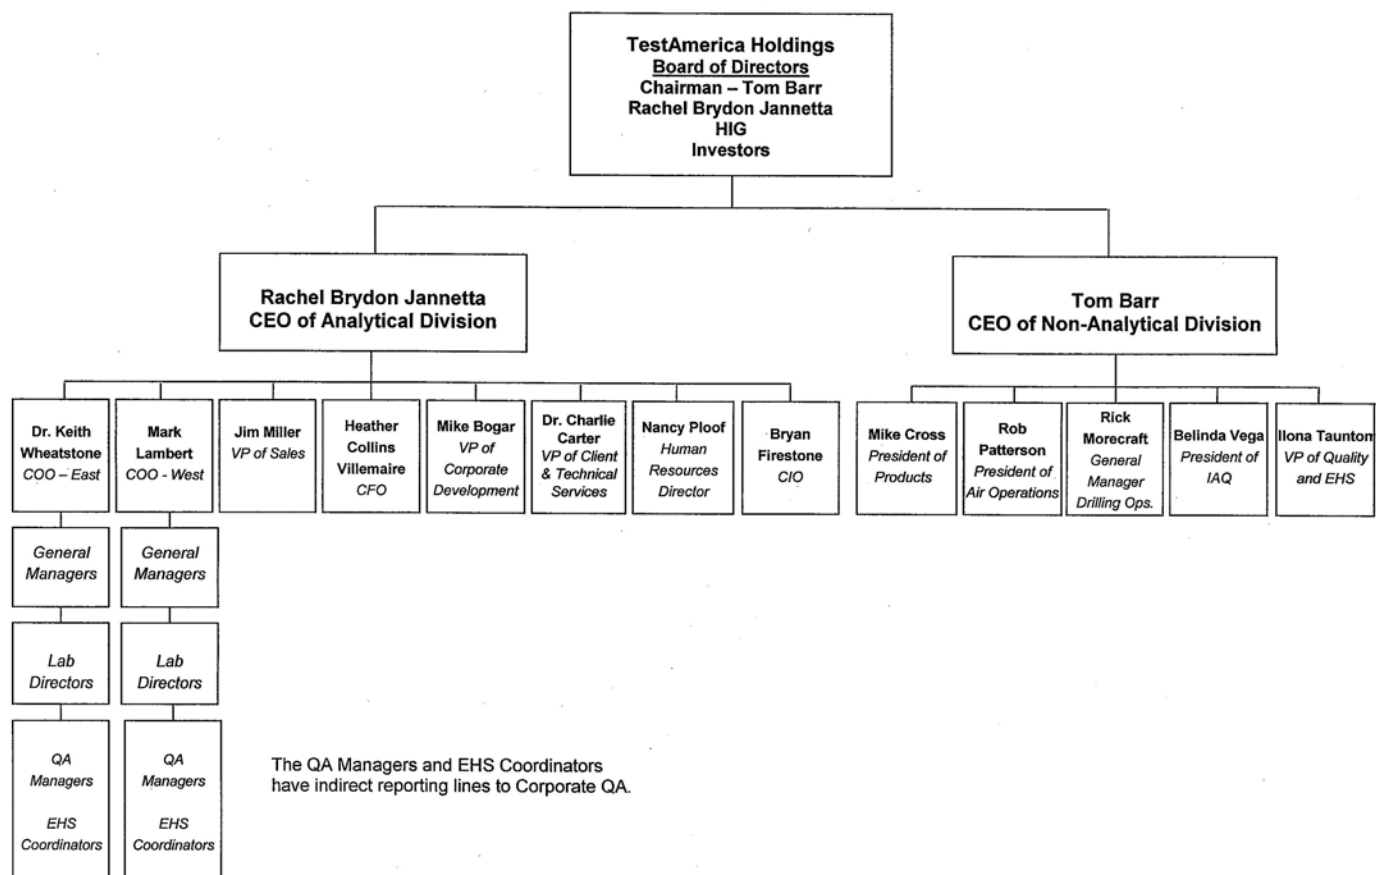 TestAmerica Holdings
Board of Directors
Chairman – Tom Barr
Rachel Brydon Jannetta
HIG
Investors
Rachel Brydon Jannetta
CEO of Analytical Division
Tom Barr
CEO of Non-Analytical Division
Dr. Keith
Wheatstone
COO – East
Mark
Lambert
COO - West
Jim Miller
VP of Sales
Heather
Collins
Villemaire
CFO
Mike Bogar
VP of
Corporate
Development
Dr. Charlie
Carter
VP of Client
& Technical
Services
Nancy Ploof
Human
Resources
Director
Bryan
Firestone
CIO
Mike Cross
President of
Products
Rob
Patterson
President of
Air Operations
Rick
Morecraft
General
Manager
Drilling Ops.
Belinda Vega
President of
IAQ
Ilona Taunton
VP of Quality
and EHS
General
Managers
General
Managers
Lab
Directors
Lab
Directors
QA
Managers
EHS
Coordinators
QA
Managers
EHS
Coordinators
The QA Managers and EHS Coordinators
have indirect reporting lines to Corporate QA.